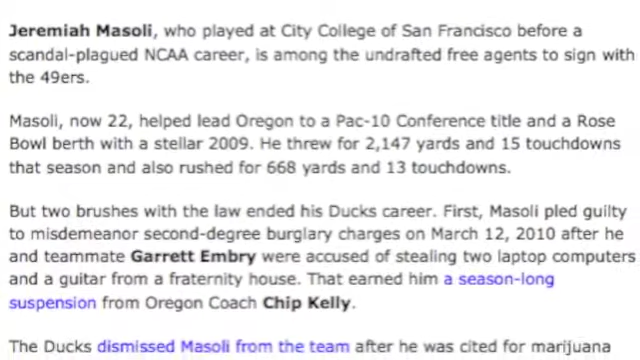 Jeremiah Masoli, who played at City College of San Francisco before a
scandal-plagued NCAA career, is among the undrafted free agents to sign with
the 49ers.
Masoli, now 22, helped lead Oregon to a Pac-10 Conference title and a Rose
Bowl berth with a stellar 2009. He threw for 2,147 yards and 15 touchdowns
that season and also rushed for 668 yards and 13 touchdowns.
But two brushes with the law ended his Ducks career. First, Masoli pled guilty
to misdemeanor second-degree burglary charges on March 12, 2010 after he
and teammate Garrett Embry were accused of stealing two laptop computers
and a guitar from a fraternity house. That earned him a season-long
suspension from Oregon Coach Chip Kelly.
The Ducks dismissed Masoli from the team after he was cited for marijuana